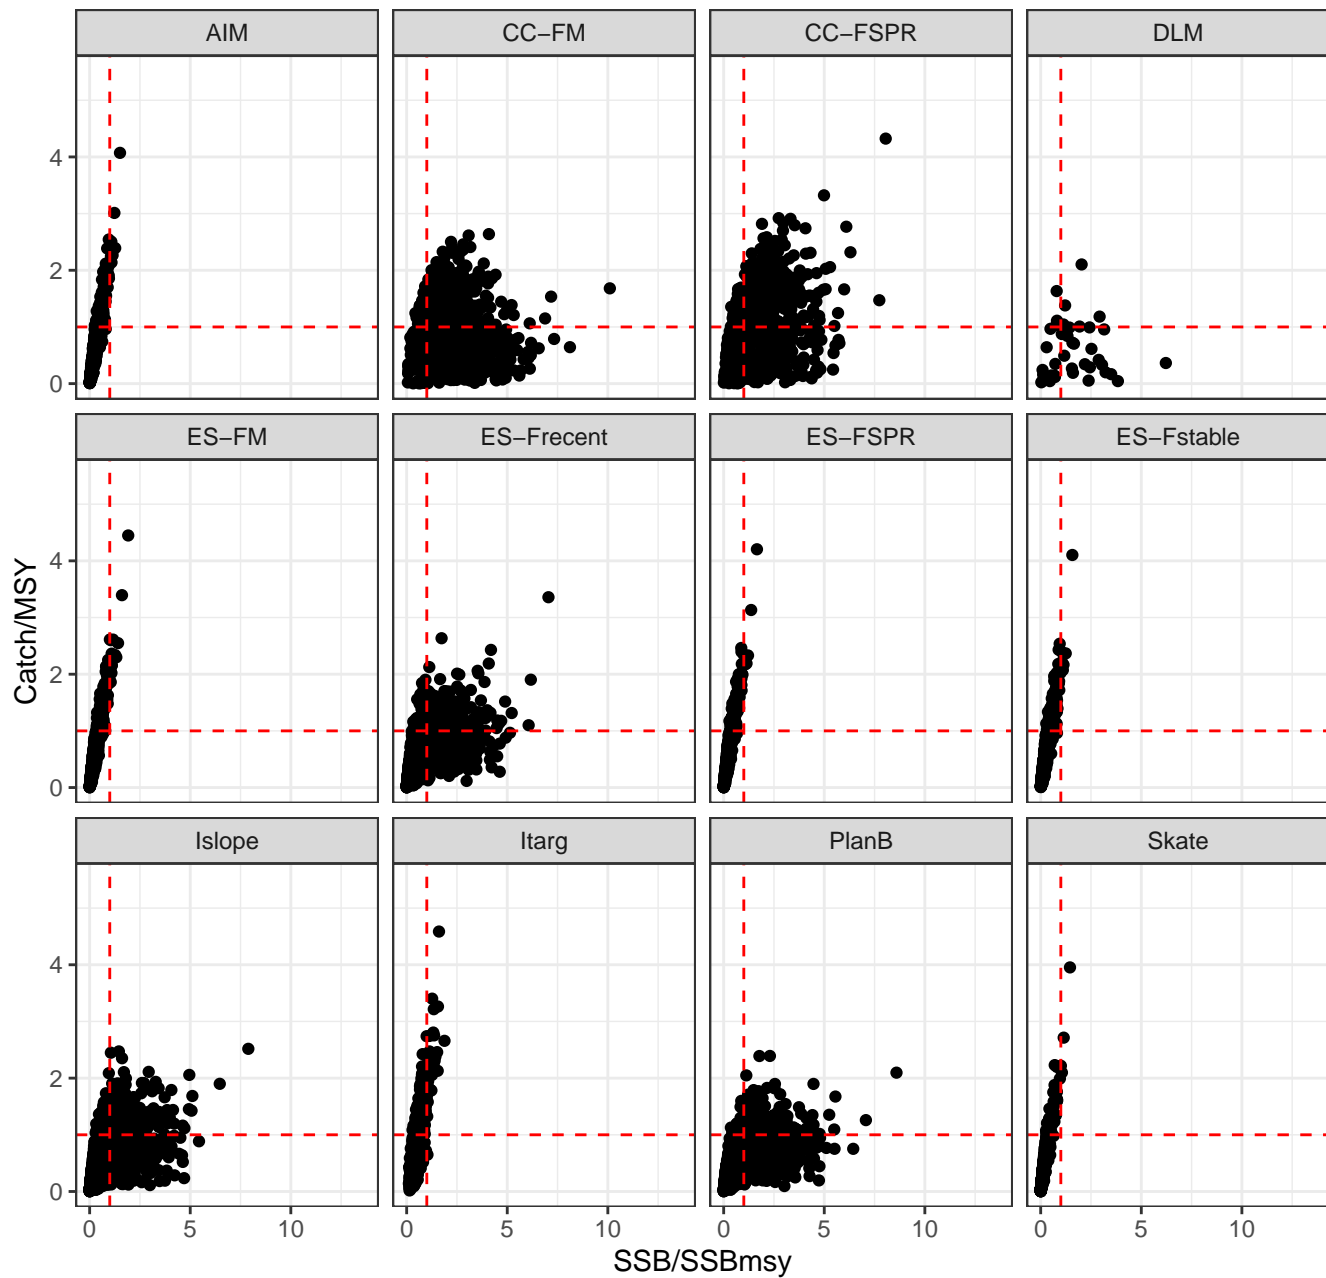 AIM CC−FM CC−FSPR DLM
4
2
0
ES−FM ES−Frecent ES−FSPR ES−Fstable
4
2
0
Islope Itarg PlanB Skate
4
2
0
0 5 10 0 5 10 0 5 10 0 5 10
SSB/SSBmsy
Catch/MSY